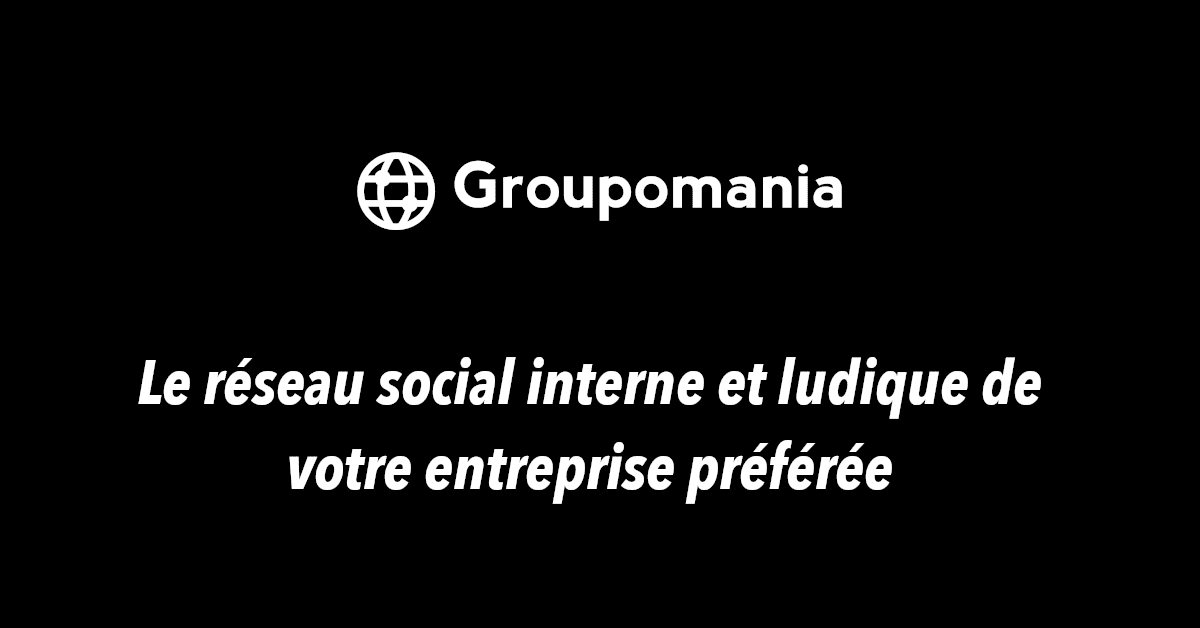 Groupomania
Le réseau social interne et ludique de
votre entreprise préférée